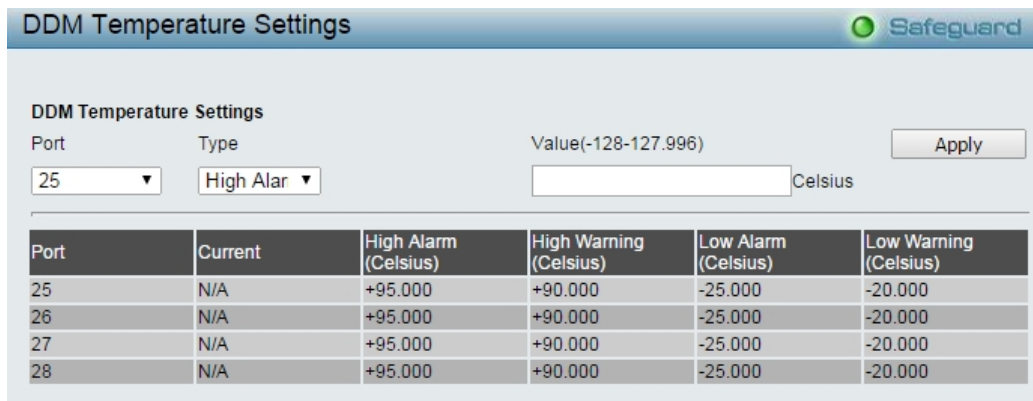 DDM Temperature Settings
Safeguard
DDM Temperature Settings
Port Type Value(-128-127.996) Apply
25 High Alar Celsius
Port Current High Alarm (Celsius) High Warning (Celsius) Low Alarm (Celsius) Low Warning (Celsius)
25 N/A +95.000 +90.000 -25.000 -20.000
26 N/A +95.000 +90.000 -25.000 -20.000
27 N/A +95.000 +90.000 -25.000 -20.000
28 N/A +95.000 +90.000 -25.000 -20.000